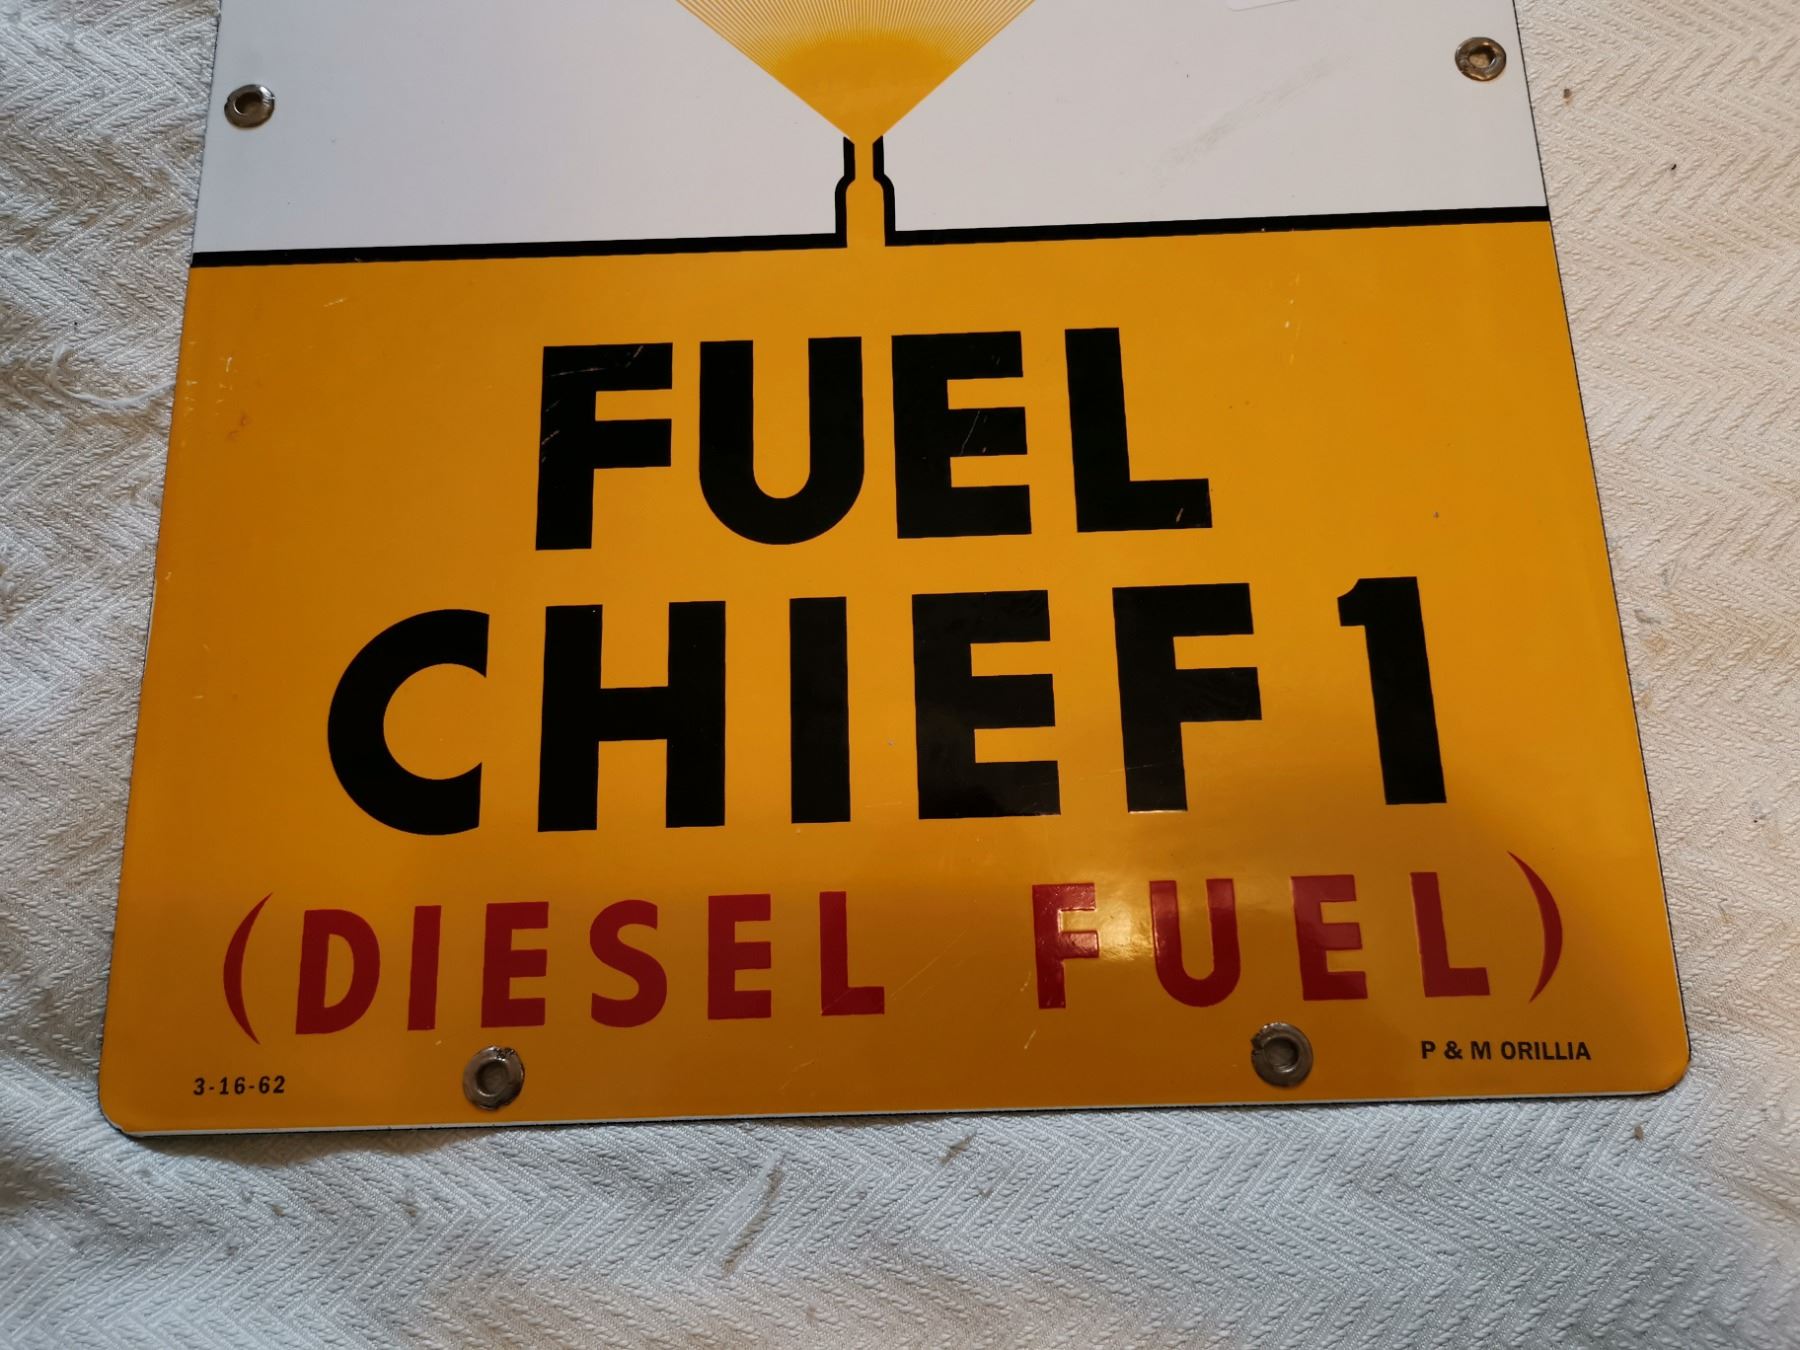 FUEL
CHIEF 1
(DIESEL FUEL)
3-16-62
P & M ORILLIA